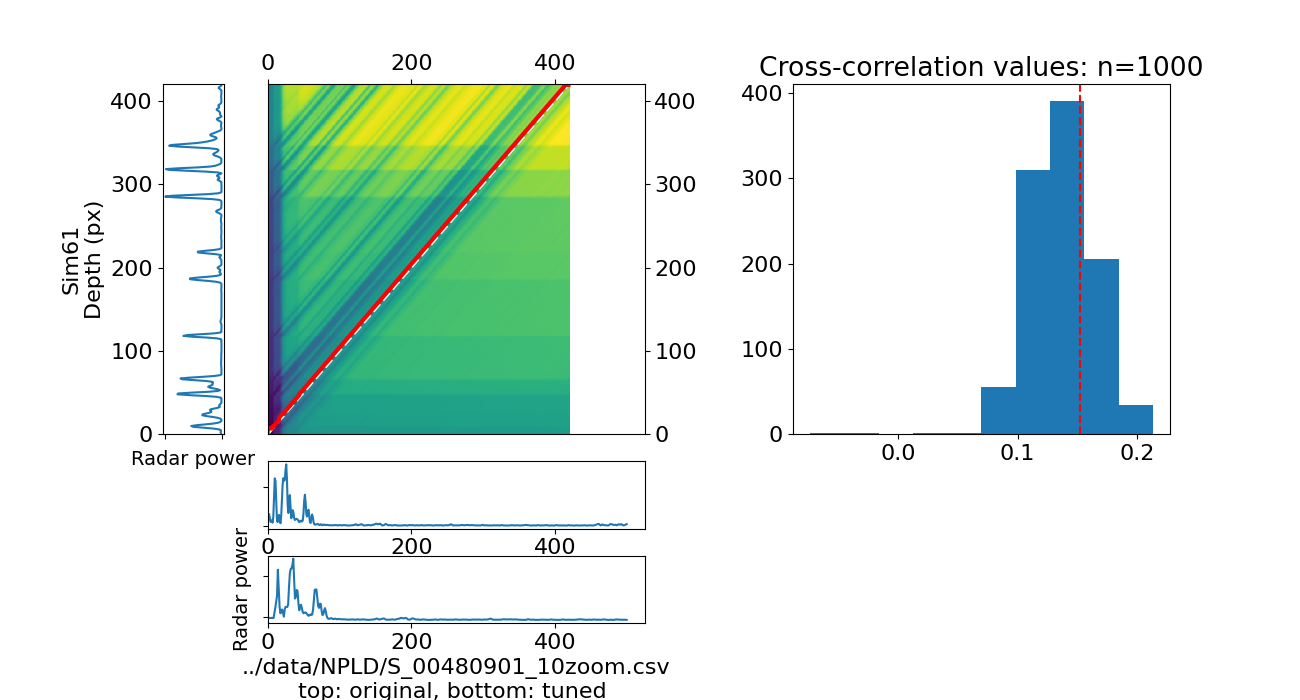 Cross-correlation values: n=1000
0 200 400
400
300
200
100
0
Sim61
Depth (px)
Radar power
400
300
200
100
0
400
300
200
100
0
0.0 0.1 0.2
0 200 400
Radar power
0 200 400
../data/NPLD/S_00480901_10zoom.csv
top: original, bottom: tuned